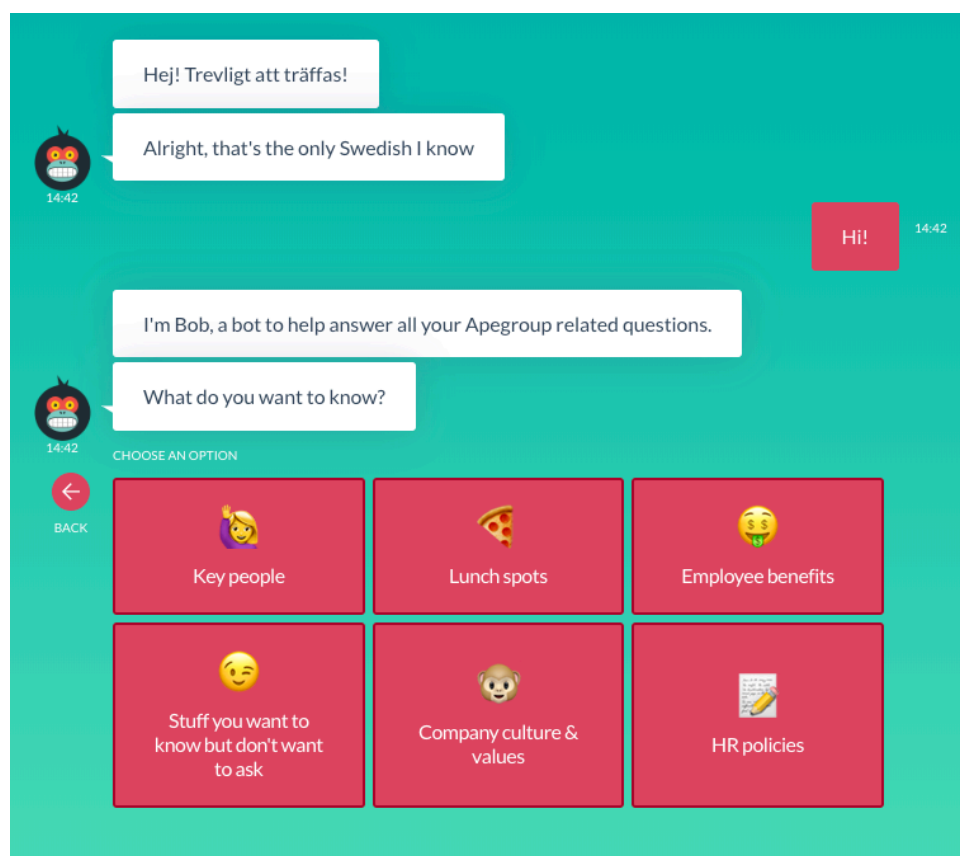 Hej! Trevligt att träffas!
Alright, that's the only Swedish I know
14:42
Hi!
14:42
I'm Bob, a bot to help answer all your Apegroup related questions.
What do you want to know?
14:42
CHOOSE AN OPTION
BACK
Key people
Lunch spots
Employee benefits
Stuff you want to
know but don't want
to ask
Company culture &
values
HR policies